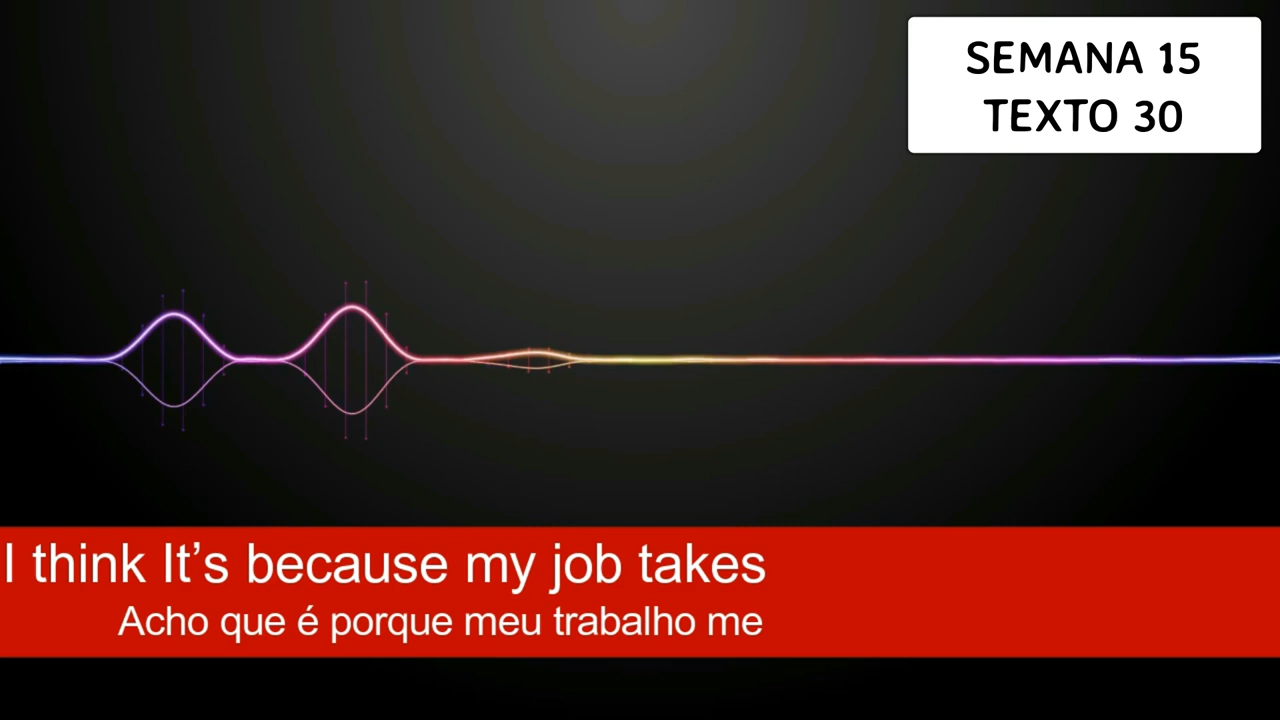 SEMANA 15
TEXTO 30
I think It’s because my job takes
Acho que é porque meu trabalho me